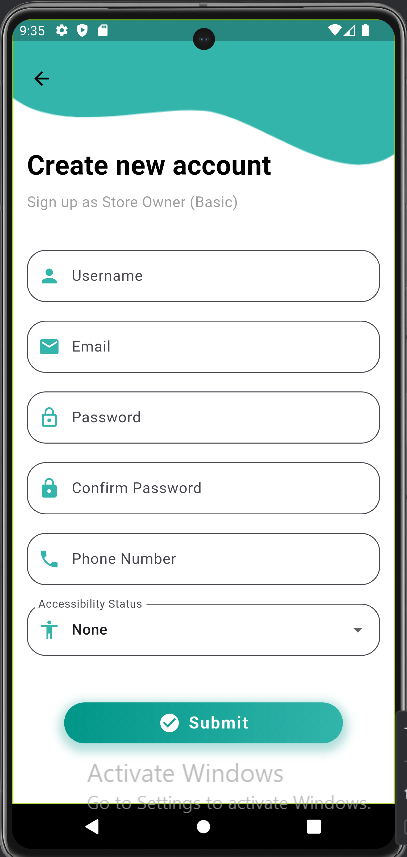 9:35
Create new account
Sign up as Store Owner (Basic)
Username
Email
Password
Confirm Password
Phone Number
Accessibility Status
None
Submit
Activate Windows
Go to Settings to activate Windows.